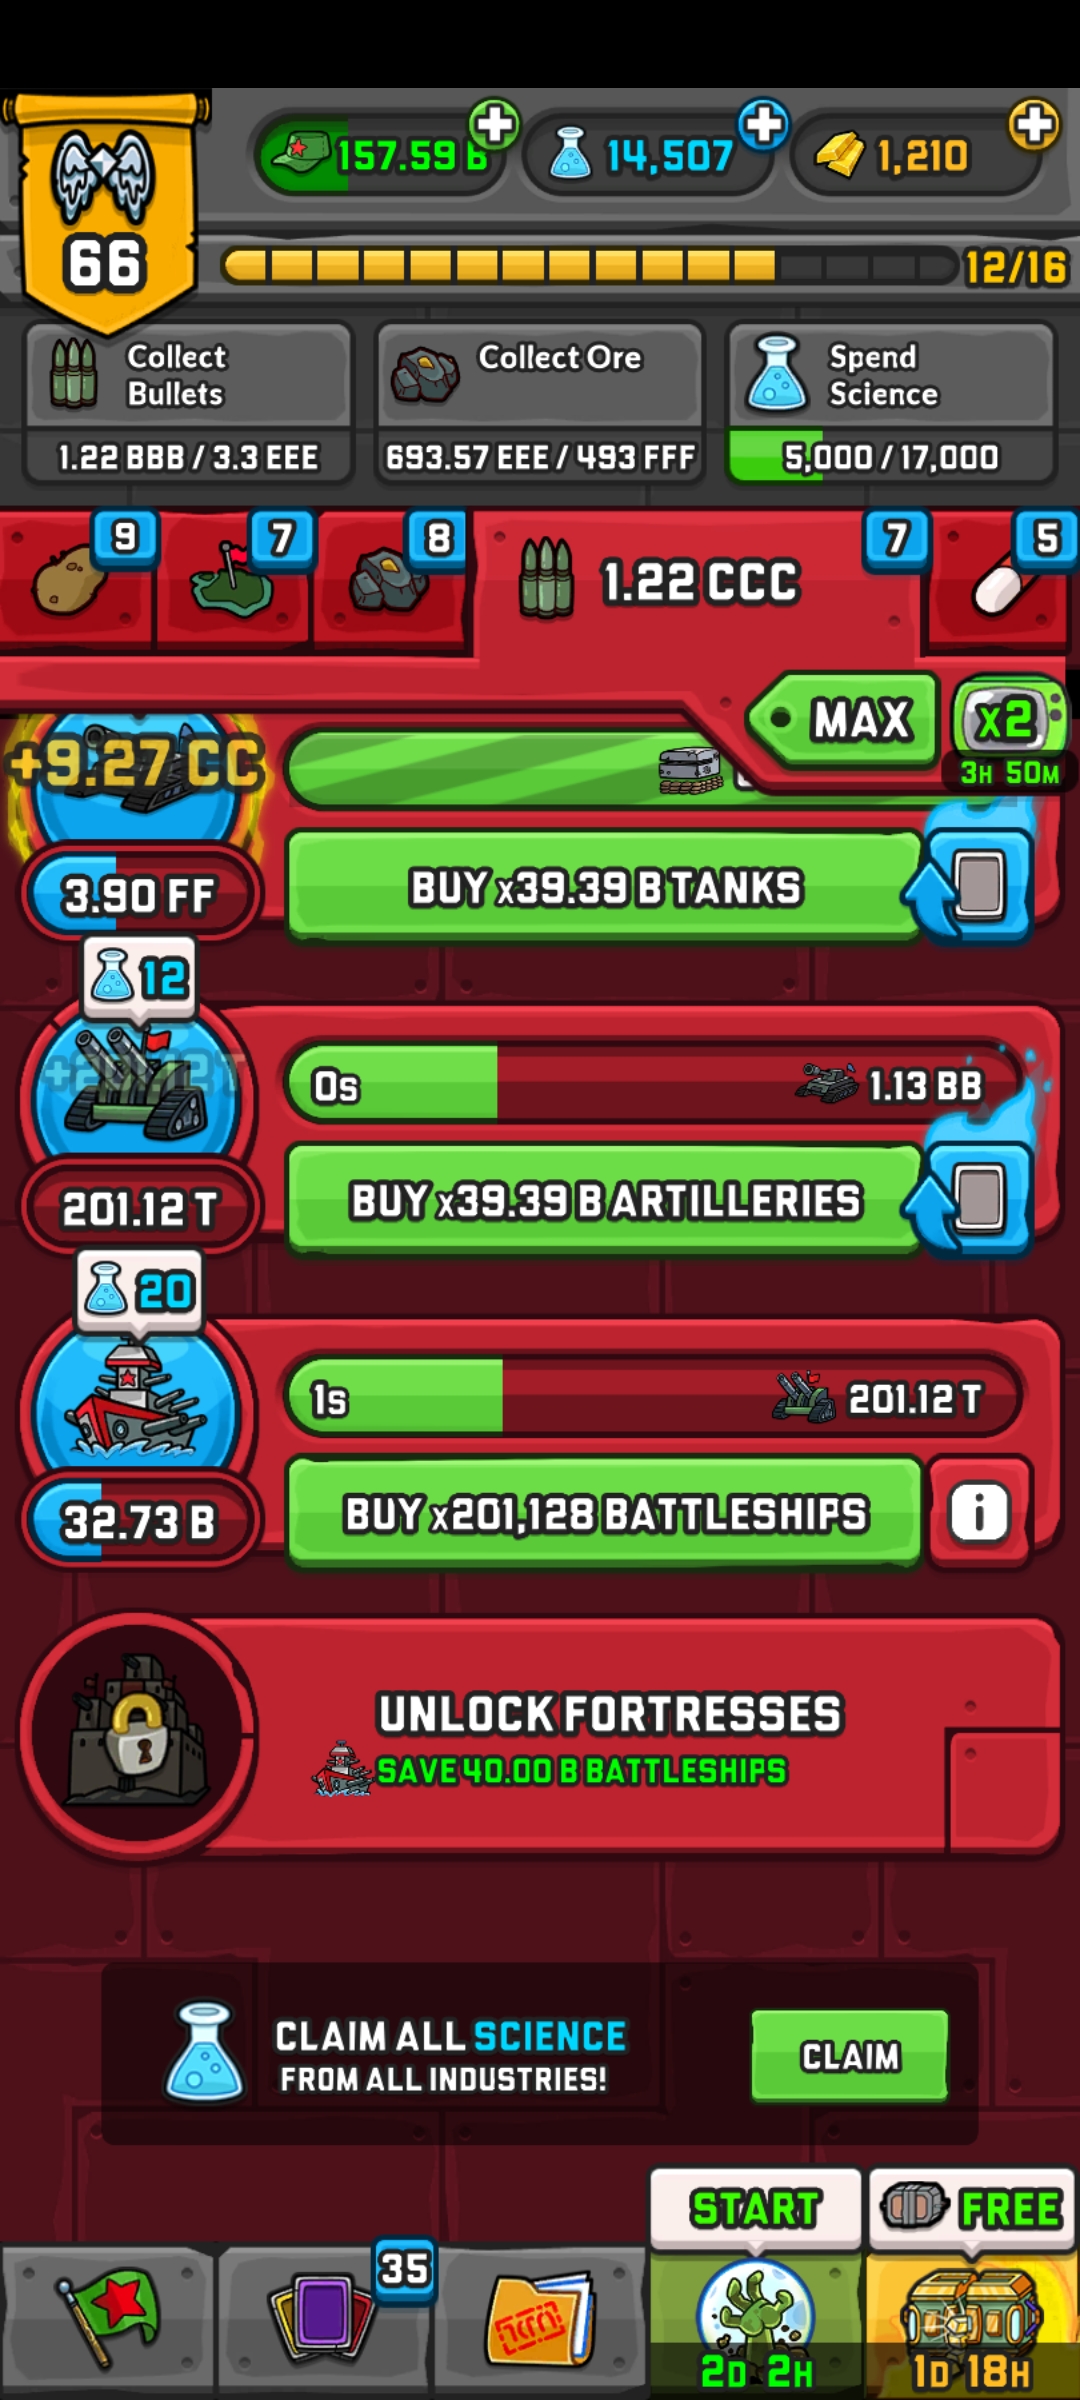 157.59 B
14,507
1,210
66
12/16
Collect
Bullets
1.22 BBB / 3.3 EEE
Collect Ore
693.57 EEE / 493 FFF
Spend
Science
5,000 / 17,000
9
7
8
1.22 CCC
7
5
MAX
x2
3H 50M
+9.27 CC
3.90 FF
BUY x39.39 B TANKS
12
0s
1.13 BB
201.12 T
BUY x39.39 B ARTILLERIES
20
1s
201.12 T
32.73 B
BUY x201,128 BATTLESHIPS
i
UNLOCK FORTRESSES
SAVE 40.00 B BATTLESHIPS
CLAIM ALL SCIENCE
FROM ALL INDUSTRIES!
CLAIM
START
FREE
35
2D 2H
1D 18H